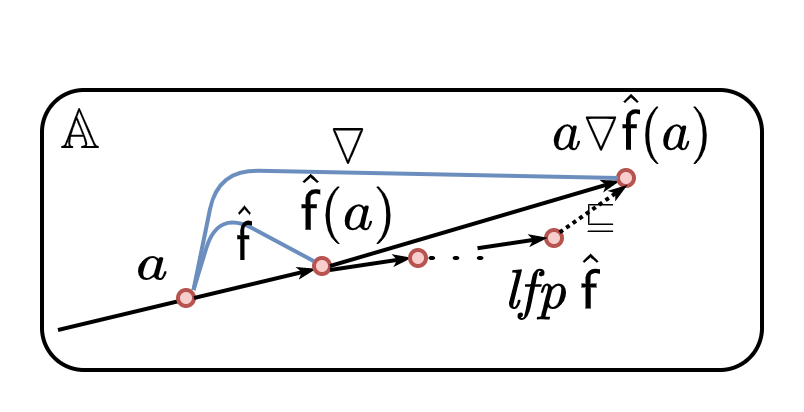 𝔸
∇
a∇f̂(a)
f̂(a)
f̂
⊑
a
. . .
lfp f̂